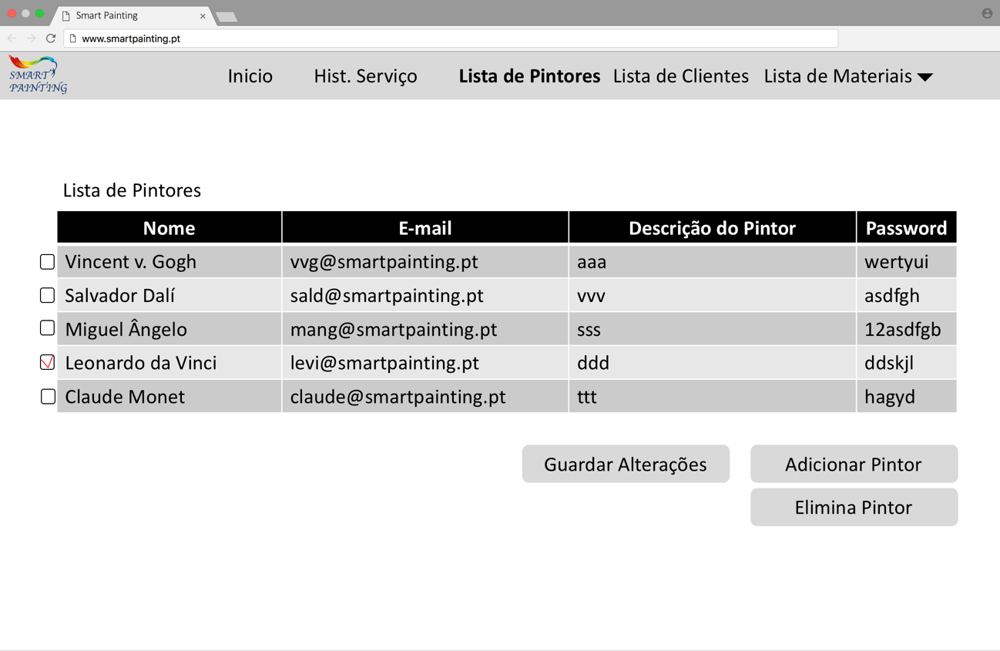 Smart Painting
www.smartpainting.pt
SMART
PAINTING
Inicio Hist. Serviço Lista de Pintores Lista de Clientes Lista de Materiais
Lista de Pintores
Nome E-mail Descrição do Pintor Password
Vincent v. Gogh vvg@smartpainting.pt aaa wertyui
Salvador Dalí sald@smartpainting.pt vvv asdfgh
Miguel Ângelo mang@smartpainting.pt sss 12asdfgb
Leonardo da Vinci levi@smartpainting.pt ddd ddskjl
Claude Monet claude@smartpainting.pt ttt hagyd
Guardar Alterações Adicionar Pintor
Elimina Pintor